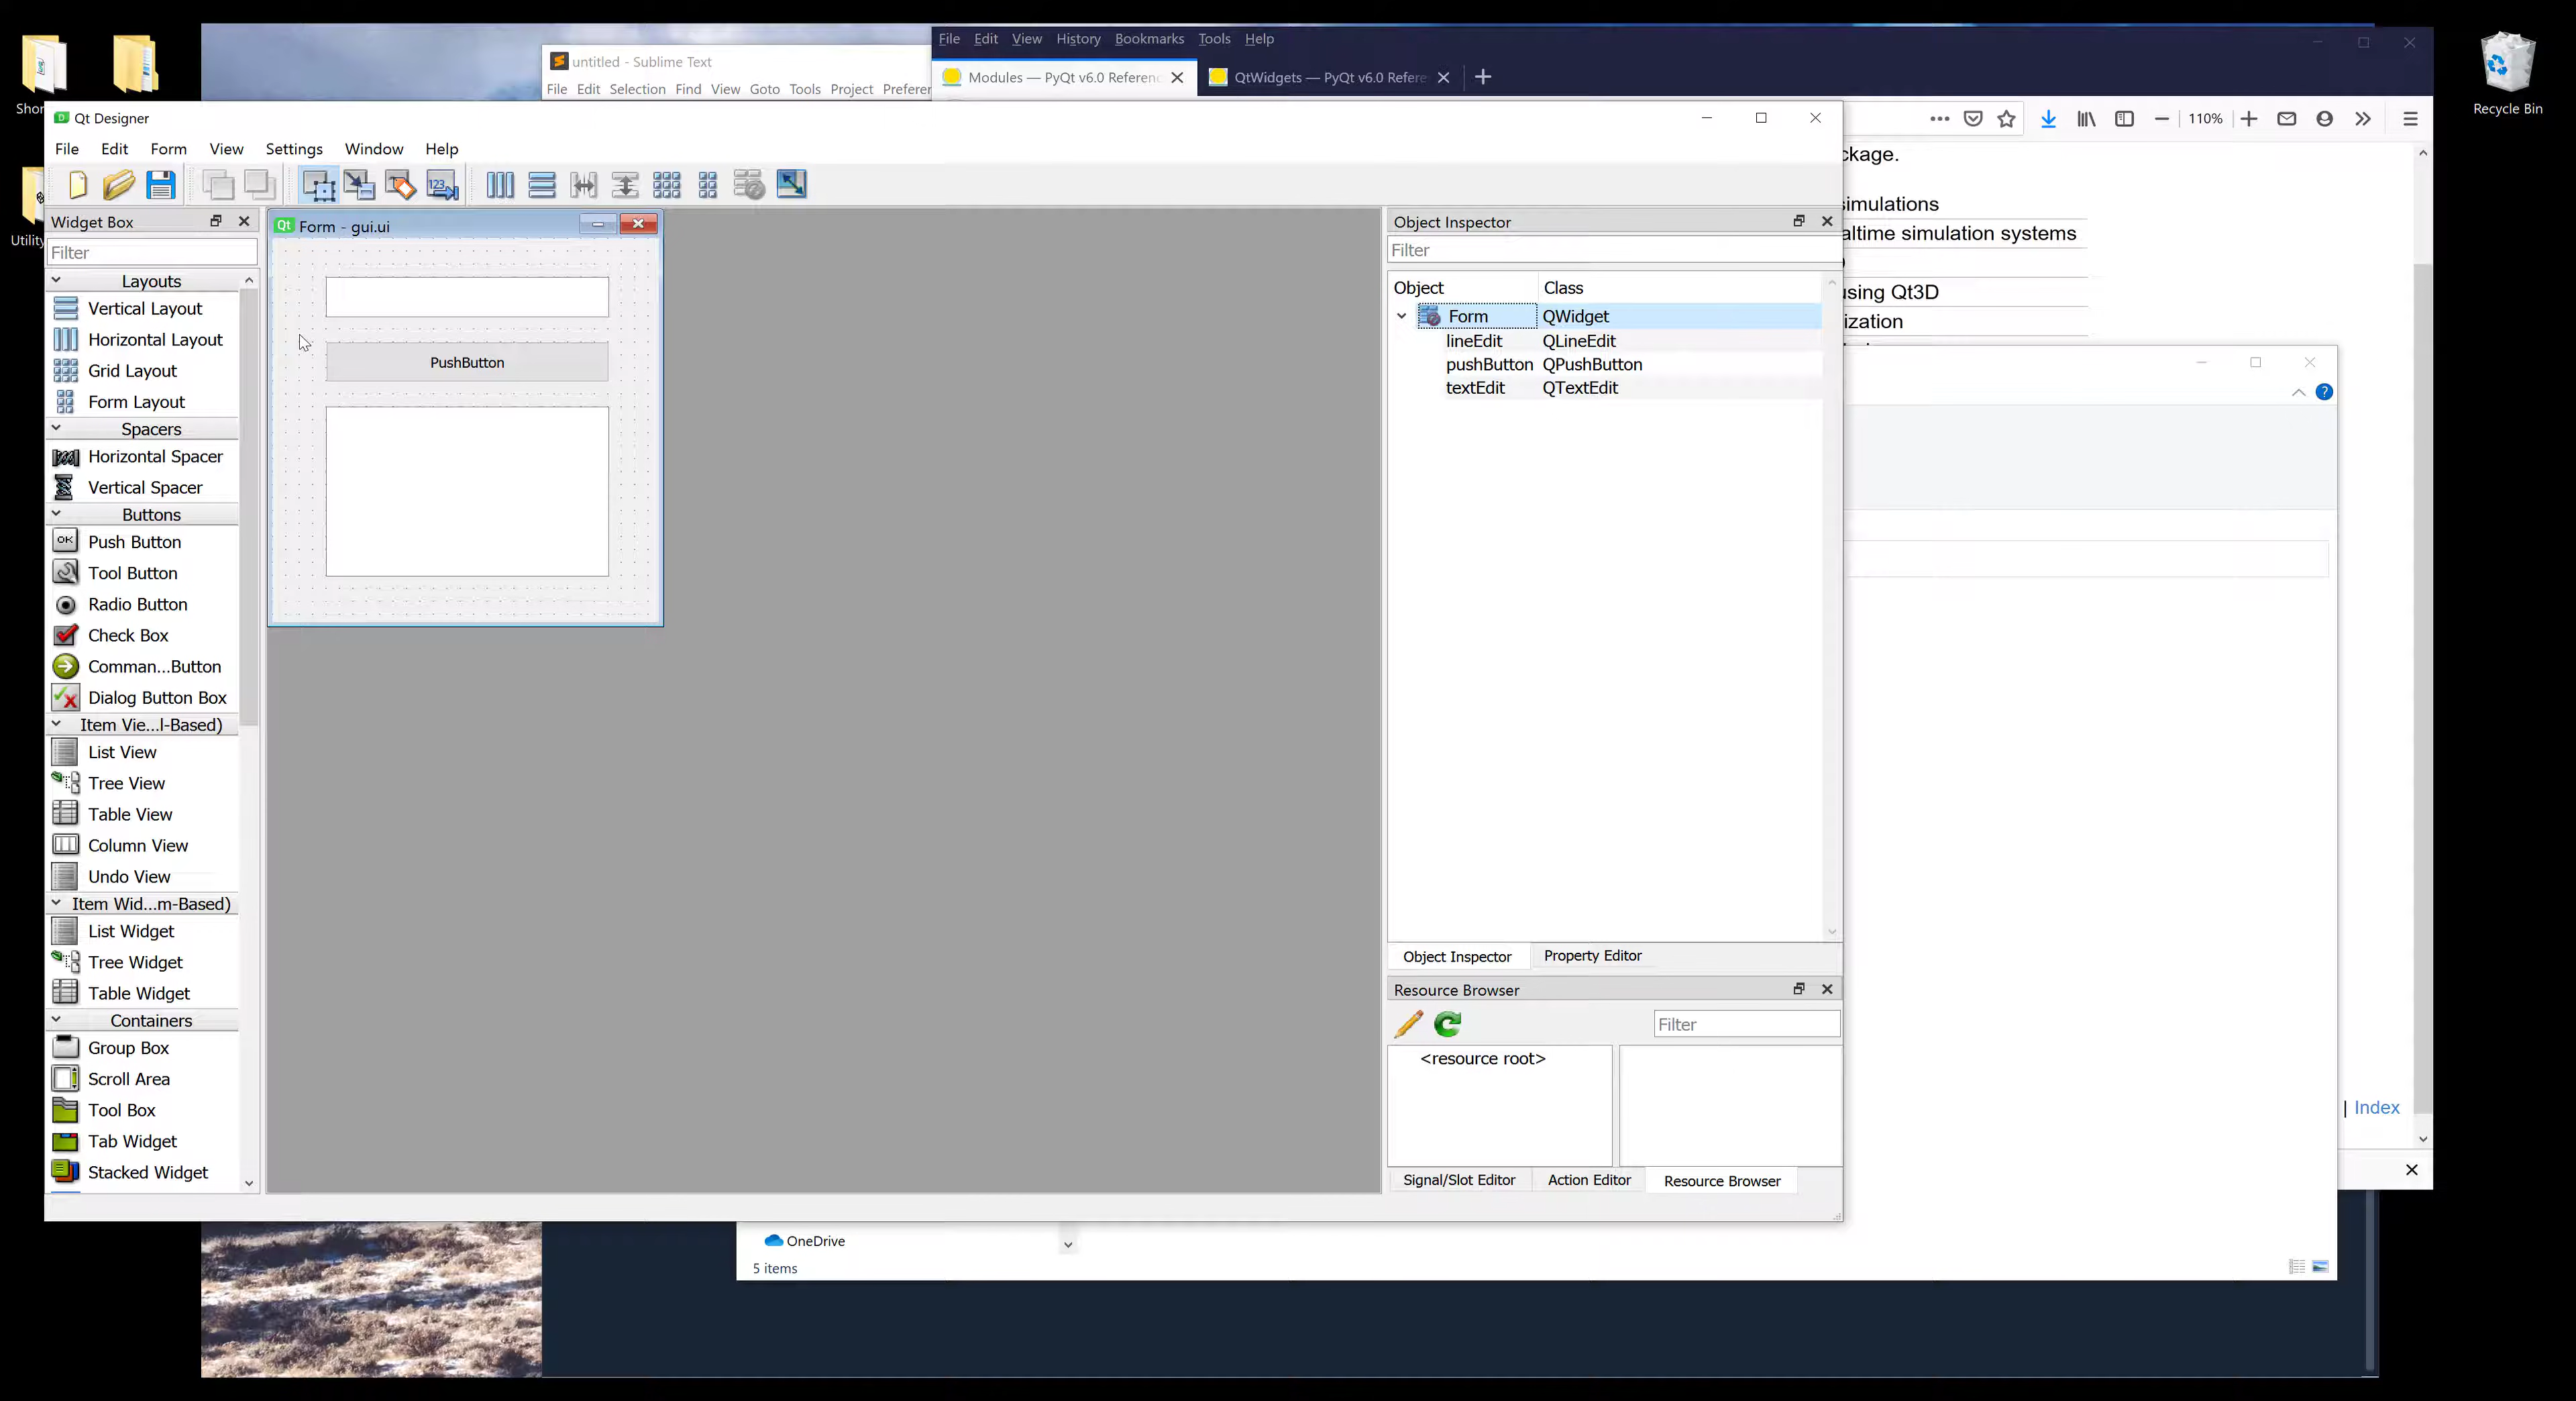 Recycle Bin
Shor
Utility
untitled - Sublime Text
File Edit Selection Find View Goto Tools Project Preferen
File Edit View History Bookmarks Tools Help
Modules — PyQt v6.0 Referenc
QtWidgets — PyQt v6.0 Refere
110%
ckage.
simulations
altime simulation systems
using Qt3D
ization
| Index
Qt Designer
File Edit Form View Settings Window Help
Widget Box
Filter
Layouts
Vertical Layout
Horizontal Layout
Grid Layout
Form Layout
Spacers
Horizontal Spacer
Vertical Spacer
Buttons
OK Push Button
Tool Button
Radio Button
Check Box
Comman...Button
Dialog Button Box
Item Vie...l-Based)
List View
Tree View
Table View
Column View
Undo View
Item Wid...m-Based)
List Widget
Tree Widget
Table Widget
Containers
Group Box
Scroll Area
Tool Box
Tab Widget
Stacked Widget
Qt Form - gui.ui
PushButton
Object Inspector
Filter
Object Class
Form QWidget
lineEdit QLineEdit
pushButton QPushButton
textEdit QTextEdit
Object Inspector Property Editor
Resource Browser
Filter
<resource root>
Signal/Slot Editor Action Editor Resource Browser
OneDrive
5 items